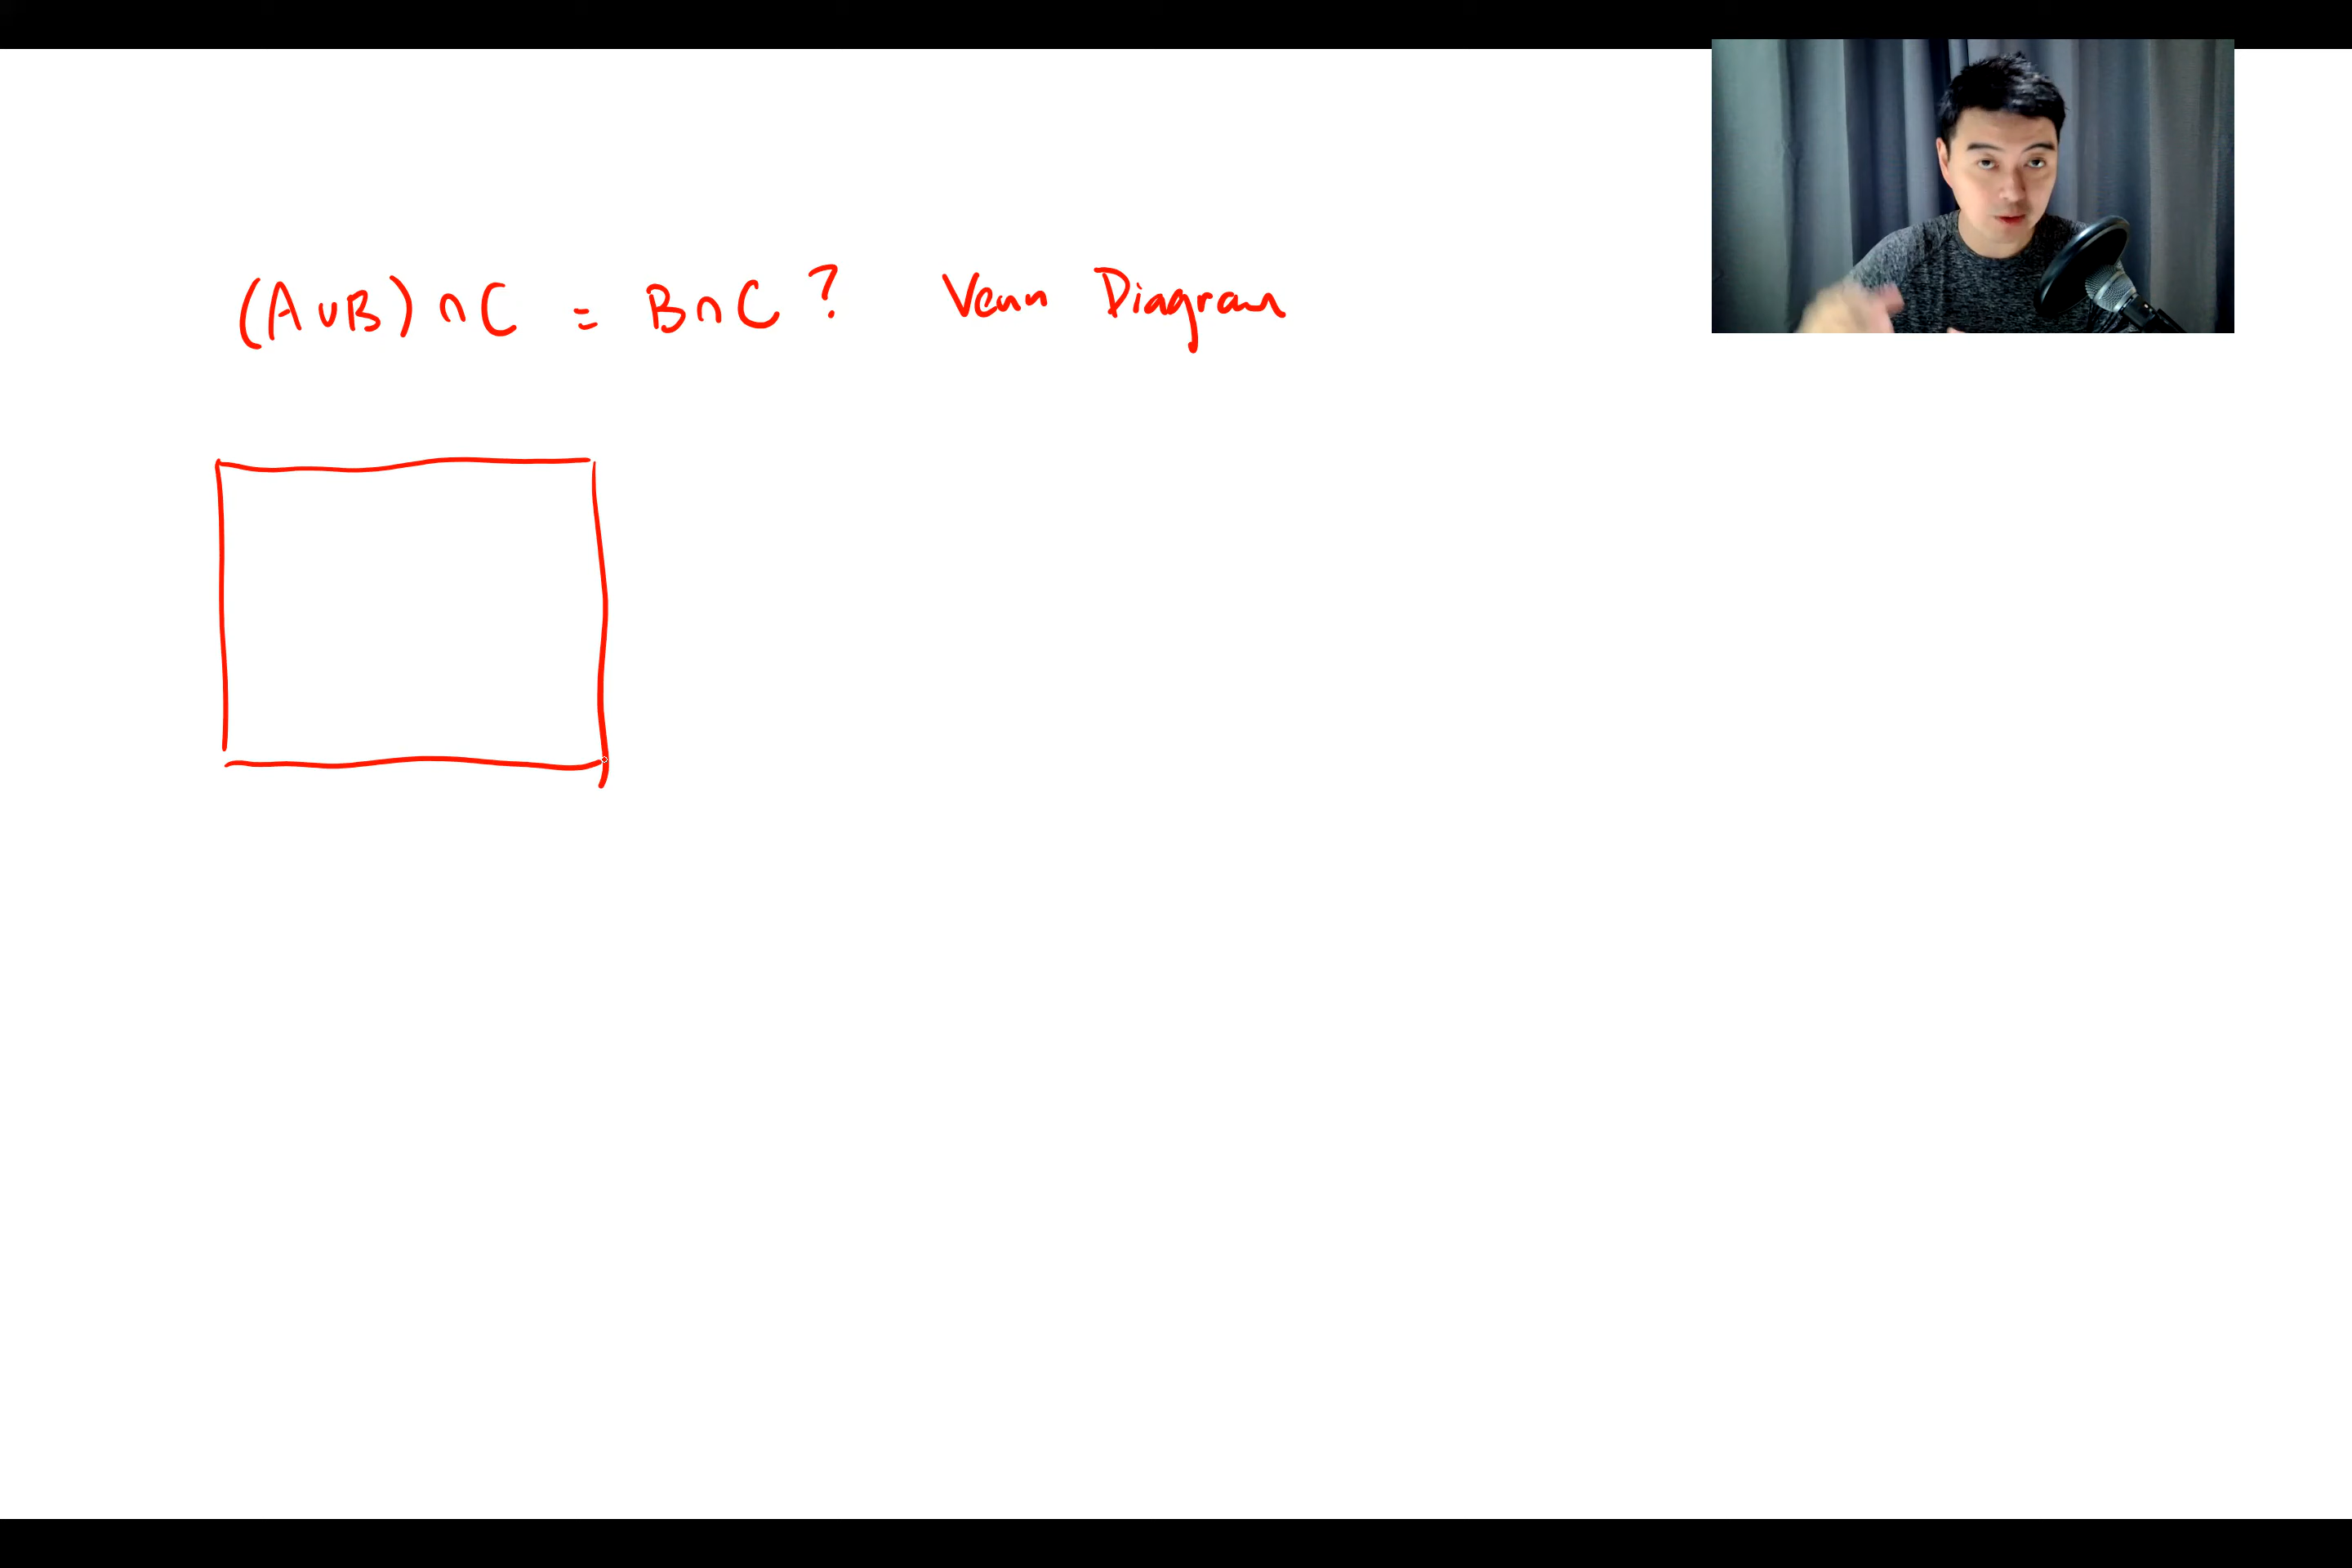 (A∪B)∩C = B∩C ? Venn Diagram